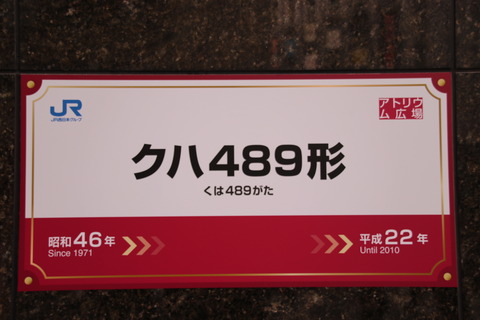 JR
JR西日本グループ
アトリウ
ム広場
クハ489形
くは489がた
昭和46年
Since 1971
平成22年
Until 2010